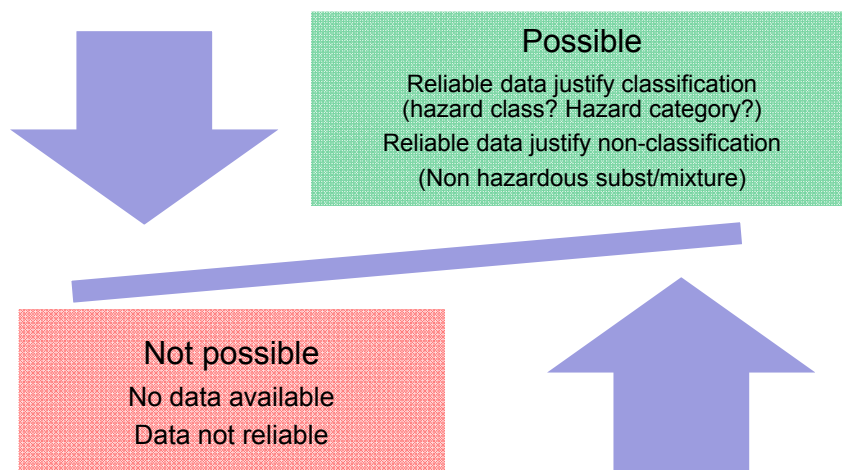 Possible
Reliable data justify classification
(hazard class? Hazard category?)
Reliable data justify non-classification
(Non hazardous subst/mixture)
Not possible
No data available
Data not reliable